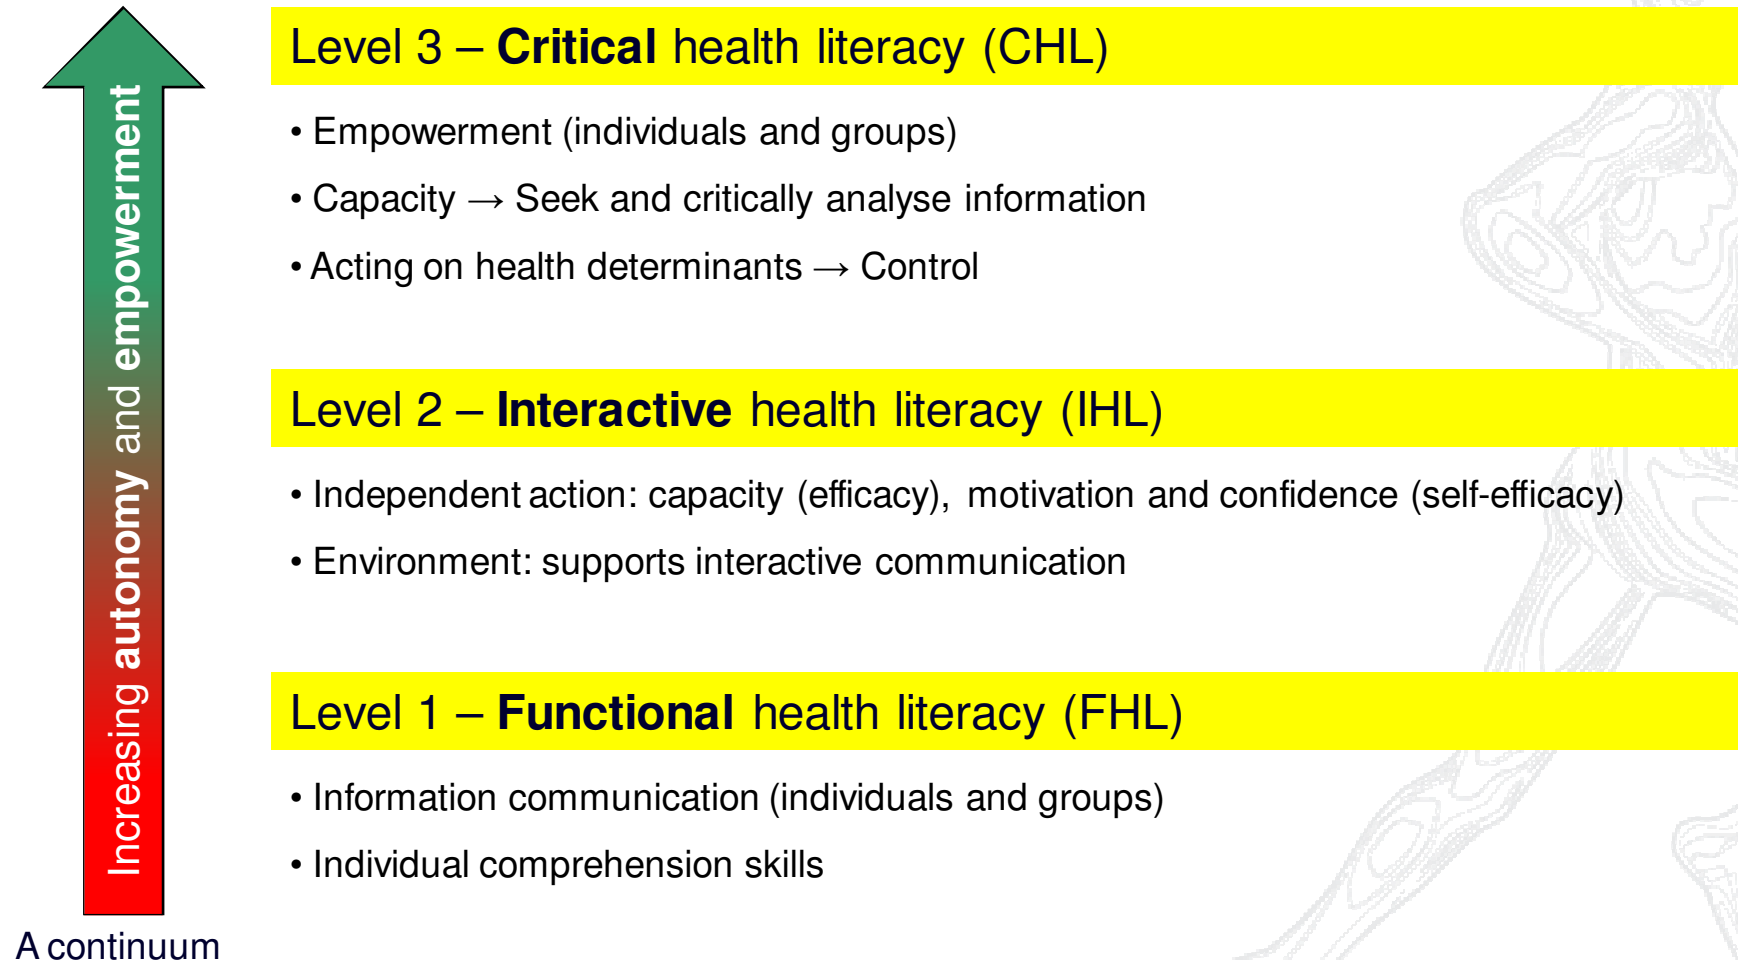 Level 3 – Critical health literacy (CHL)
• Empowerment (individuals and groups)
• Capacity → Seek and critically analyse information
• Acting on health determinants → Control
Level 2 – Interactive health literacy (IHL)
• Independent action: capacity (efficacy), motivation and confidence (self-efficacy)
• Environment: supports interactive communication
Level 1 – Functional health literacy (FHL)
• Information communication (individuals and groups)
• Individual comprehension skills
Increasing autonomy and empowerment
A continuum